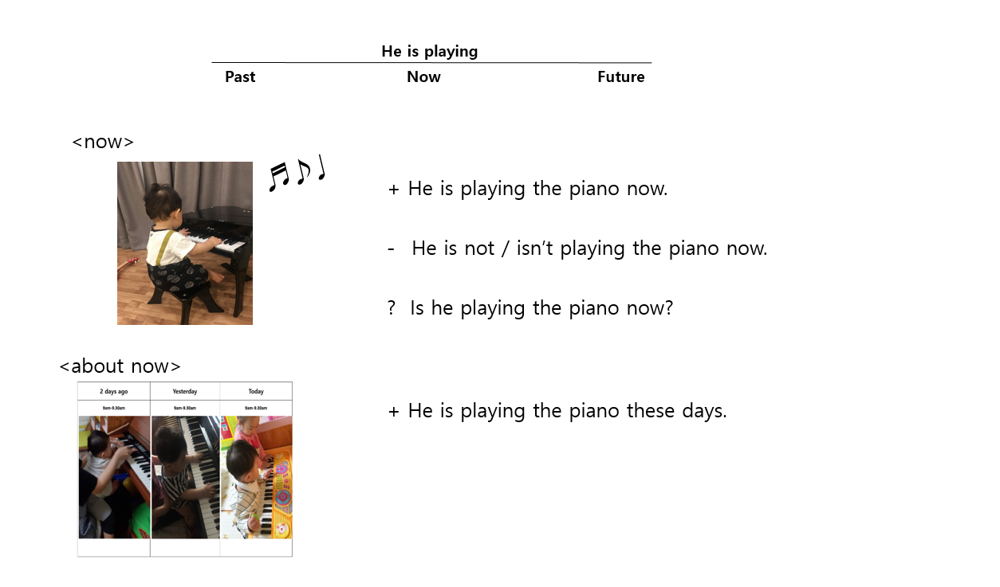 He is playing
Past Now Future
<now>
+ He is playing the piano now.
- He is not / isn’t playing the piano now.
? Is he playing the piano now?
<about now>
2 days ago Yesterday Today
9am-9.30am 9am-9.30am 9am-9.30am
+ He is playing the piano these days.